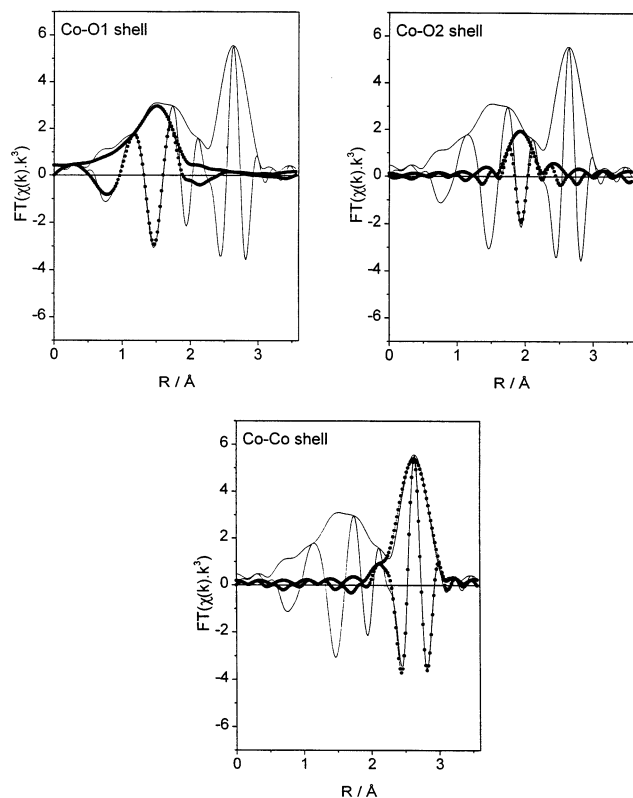 Co-O1 shell
FT(χ(k).k³)
6
4
2
0
-2
-4
-6
0 1 2 3
R / Å
Co-O2 shell
FT(χ(k).k³)
6
4
2
0
-2
-4
-6
0 1 2 3
R / Å
Co-Co shell
FT(χ(k).k³)
6
4
2
0
-2
-4
-6
0 1 2 3
R / Å